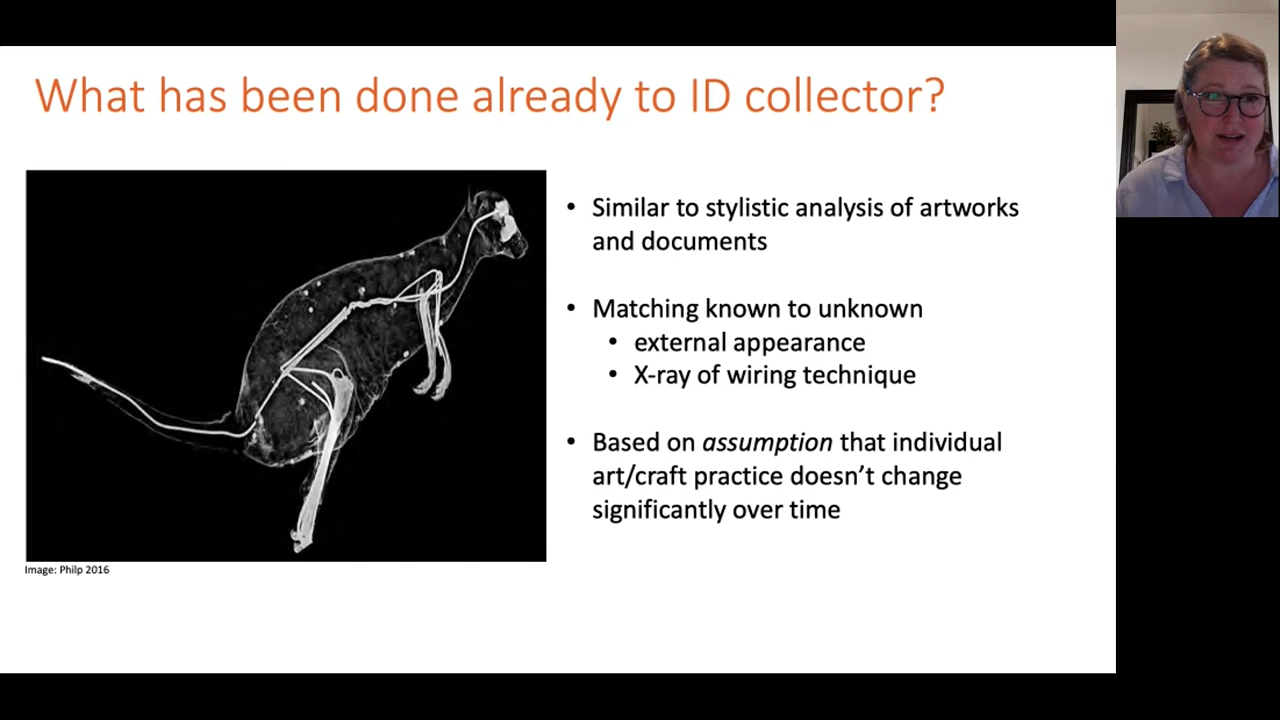 What has been done already to ID collector?
• Similar to stylistic analysis of artworks
and documents
• Matching known to unknown
• external appearance
• X-ray of wiring technique
• Based on assumption that individual
art/craft practice doesn’t change
significantly over time
Image: Philp 2016